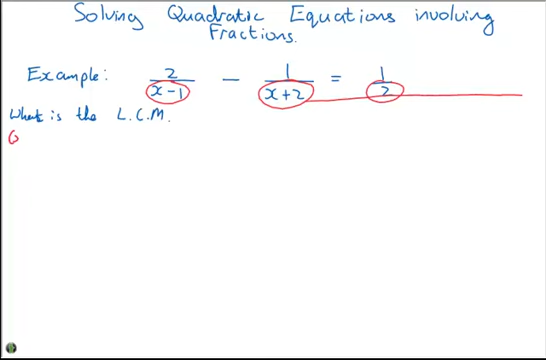 Solving Quadratic Equations involving
Fractions.
Example: 2/(x-1) - 1/(x+2) = 1/2
What is the L.C.M.
(